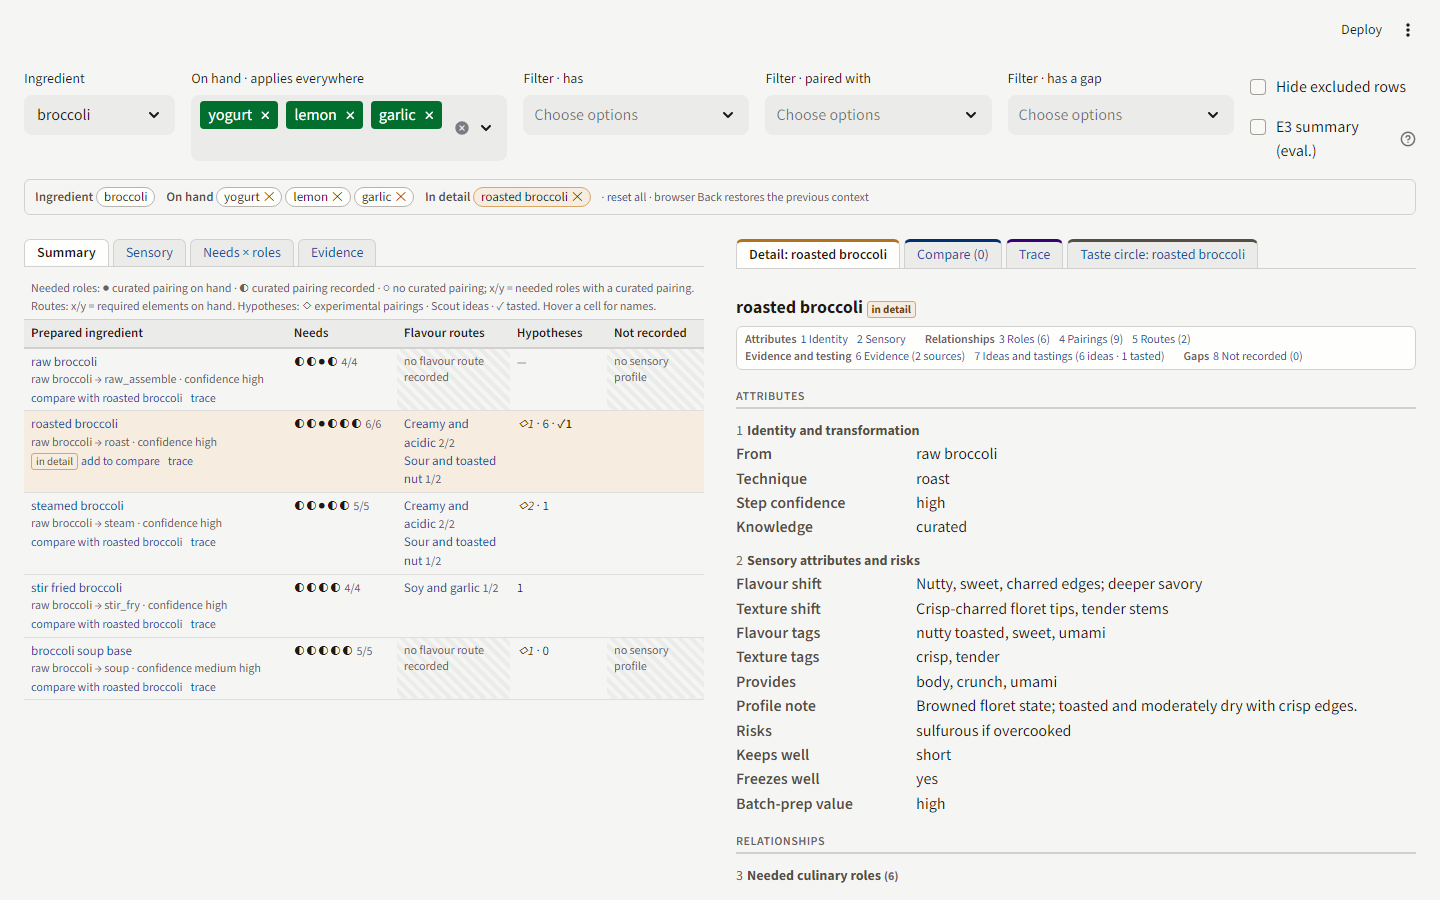 Deploy
Ingredient
On hand · applies everywhere
Filter · has
Filter · paired with
Filter · has a gap
broccoli
yogurt ×
lemon ×
garlic ×
Choose options
Choose options
Choose options
Hide excluded rows
E3 summary
(eval.)
Ingredient broccoli On hand yogurt × lemon × garlic × In detail roasted broccoli × · reset all · browser Back restores the previous context
Summary
Sensory
Needs × roles
Evidence
Needed roles: ● curated pairing on hand · ◐ curated pairing recorded · ○ no curated pairing; x/y = needed roles with a curated pairing.
Routes: x/y = required elements on hand. Hypotheses: ◇ experimental pairings · Scout ideas · ✓ tasted. Hover a cell for names.
Prepared ingredient Needs Flavour routes Hypotheses Not recorded
raw broccoli
raw broccoli → raw_assemble · confidence high
compare with roasted broccoli trace
◐◐●◐ 4/4
no flavour route
recorded
—
no sensory
profile
roasted broccoli
raw broccoli → roast · confidence high
in detail add to compare trace
◐◐●◐◐◐ 6/6
Creamy and
acidic 2/2
Sour and toasted
nut 1/2
◇1 · 6 · ✓1
steamed broccoli
raw broccoli → steam · confidence high
compare with roasted broccoli trace
◐◐●◐◐ 5/5
Creamy and
acidic 2/2
Sour and toasted
nut 1/2
◇2 · 1
stir fried broccoli
raw broccoli → stir_fry · confidence high
compare with roasted broccoli trace
◐◐◐◐ 4/4
Soy and garlic 1/2
1
broccoli soup base
raw broccoli → soup · confidence medium high
compare with roasted broccoli trace
◐◐◐◐◐ 5/5
no flavour route
recorded
◇1 · 0
no sensory
profile
Detail: roasted broccoli
Compare (0)
Trace
Taste circle: roasted broccoli
roasted broccoli in detail
Attributes 1 Identity 2 Sensory Relationships 3 Roles (6) 4 Pairings (9) 5 Routes (2)
Evidence and testing 6 Evidence (2 sources) 7 Ideas and tastings (6 ideas · 1 tasted) Gaps 8 Not recorded (0)
ATTRIBUTES
1 Identity and transformation
From raw broccoli
Technique roast
Step confidence high
Knowledge curated
2 Sensory attributes and risks
Flavour shift Nutty, sweet, charred edges; deeper savory
Texture shift Crisp-charred floret tips, tender stems
Flavour tags nutty toasted, sweet, umami
Texture tags crisp, tender
Provides body, crunch, umami
Profile note Browned floret state; toasted and moderately dry with crisp edges.
Risks sulfurous if overcooked
Keeps well short
Freezes well yes
Batch-prep value high
RELATIONSHIPS
3 Needed culinary roles (6)